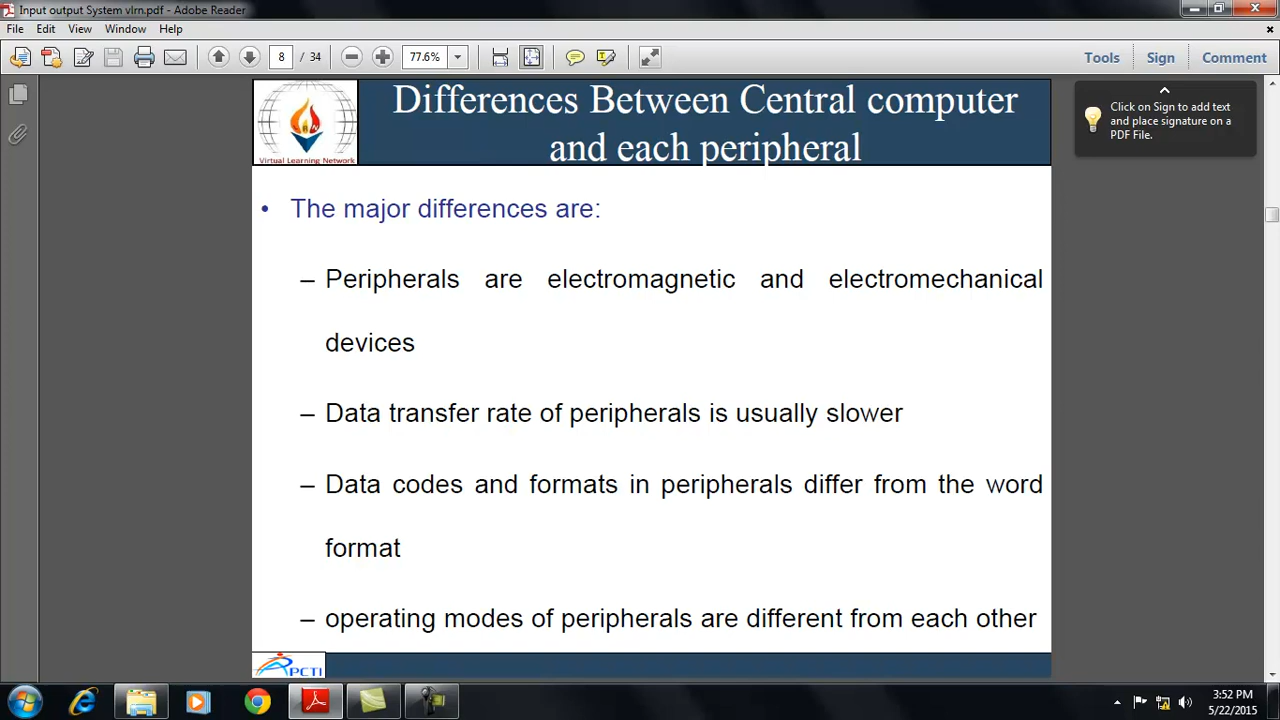 Input output System vlrn.pdf - Adobe Reader
File Edit View Window Help
8 / 34 77.6% Tools Sign Comment
Differences Between Central computer
and each peripheral
Virtual Learning Network
Click on Sign to add text
and place signature on a
PDF File.
• The major differences are:
– Peripherals are electromagnetic and electromechanical
devices
– Data transfer rate of peripherals is usually slower
– Data codes and formats in peripherals differ from the word
format
– operating modes of peripherals are different from each other
APCTI
3:52 PM
5/22/2015